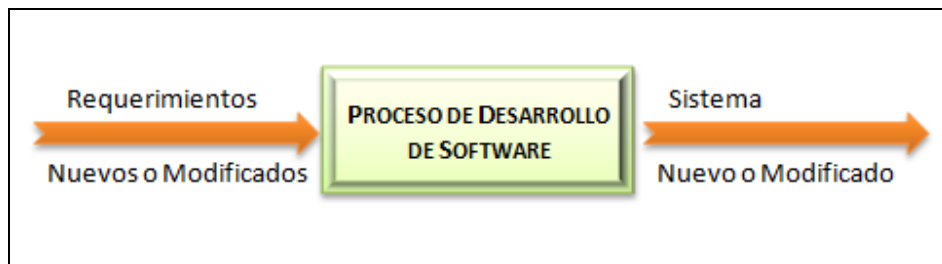 Requerimientos
Nuevos o Modificados
PROCESO DE DESARROLLO
DE SOFTWARE
Sistema
Nuevo o Modificado